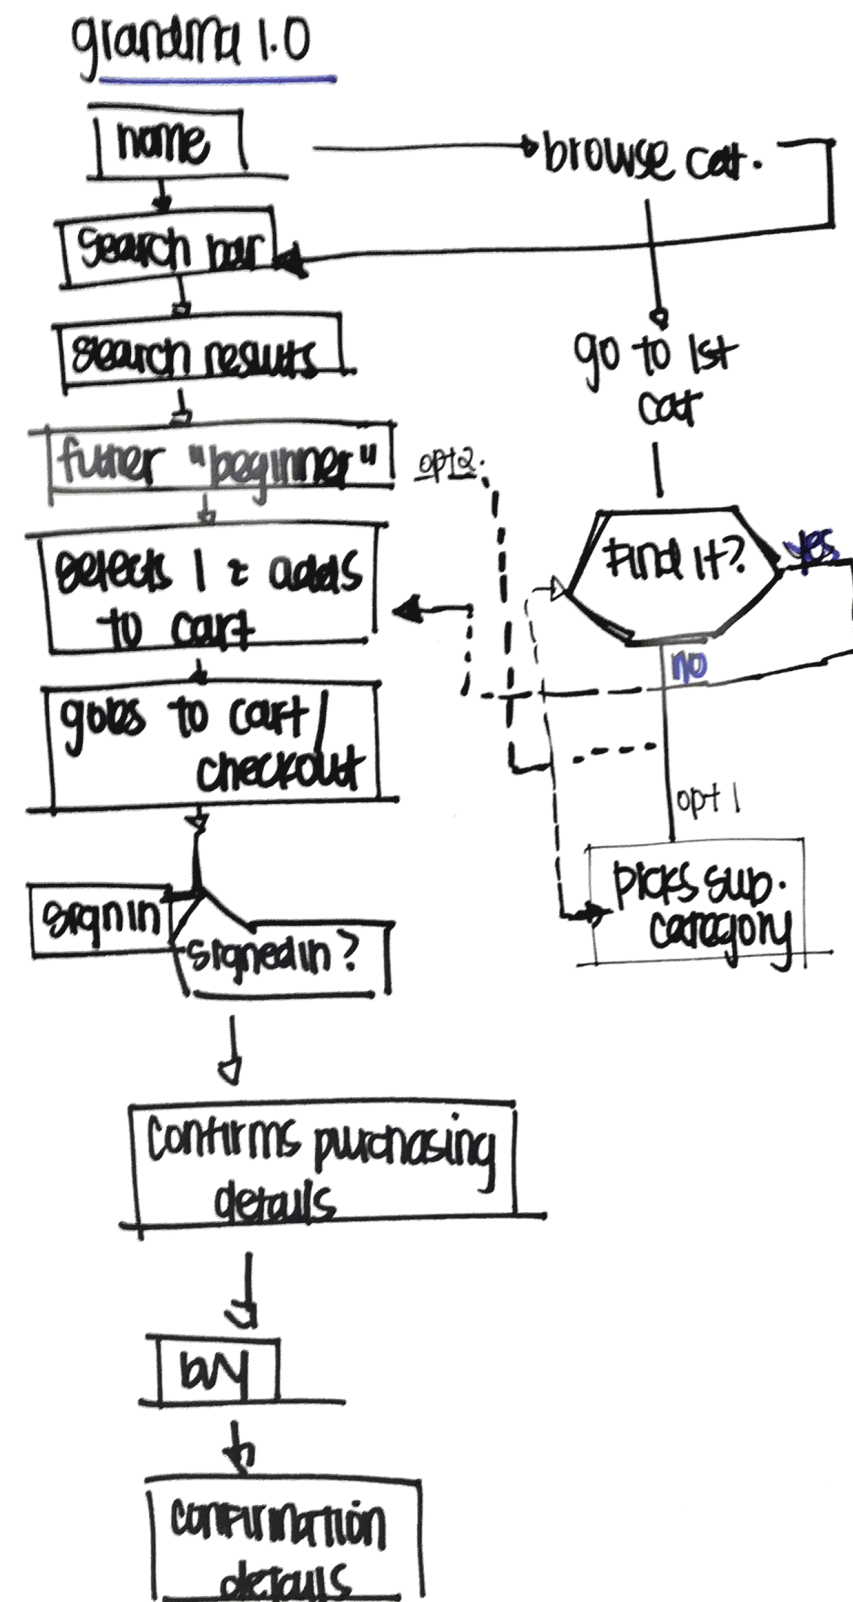 grandma 1.0
name
browse cat.
search bar
search results
go to 1st
cat
"beginner"
opt2.
selects 1 & adds
to cart
find it?
yes
no
goes to cart/
checkout
opt 1
picks sub.
category
sign in
signed in?
confirms purchasing
details
buy
confirmation
details